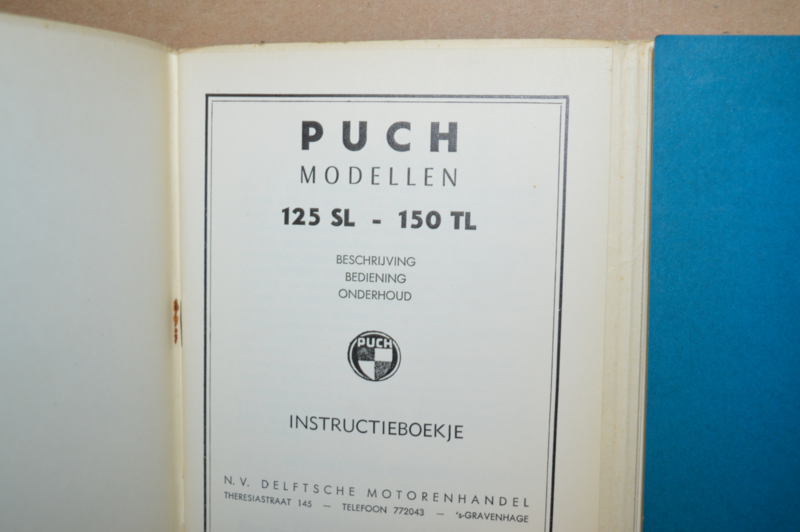 PUCH
MODELLEN
125 SL - 150 TL
BESCHRIJVING
BEDIENING
ONDERHOUD
PUCH
INSTRUCTIEBOEKJE
N. V. DELFTSCHE MOTORENHANDEL
THERESIASTRAAT 145 — TELEFOON 772043 — 's-GRAVENHAGE